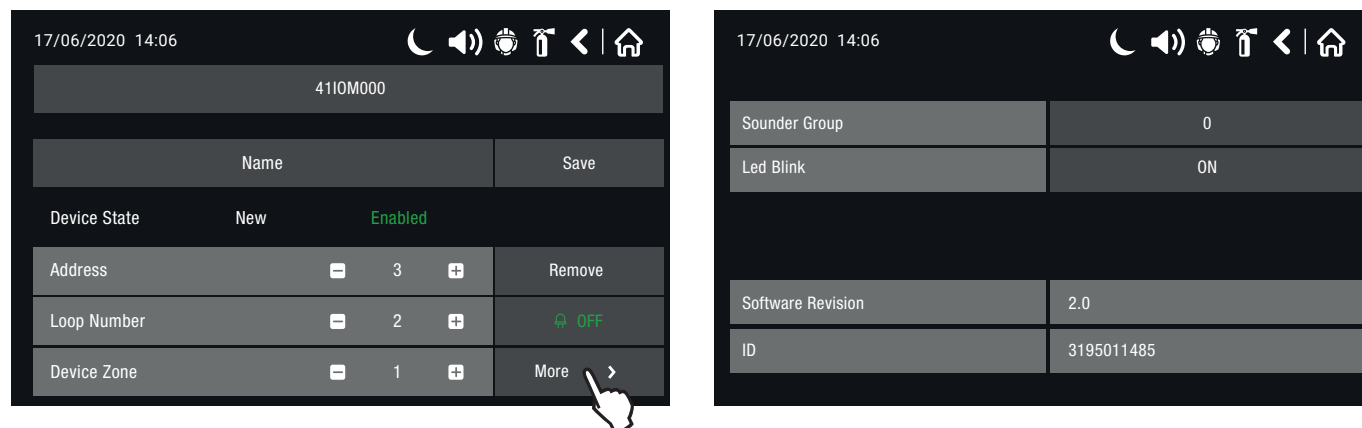 17/06/2020 14:06
41IOM000
Name Save
Device State New Enabled
Address 3 Remove
Loop Number 2 OFF
Device Zone 1 More
17/06/2020 14:06
Sounder Group 0
Led Blink ON
Software Revision 2.0
ID 3195011485